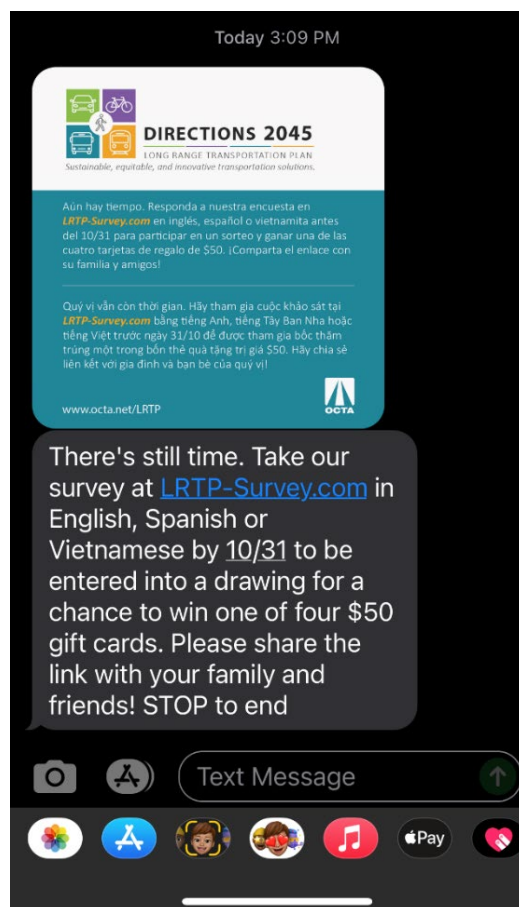 Today 3:09 PM
DIRECTIONS 2045
LONG RANGE TRANSPORTATION PLAN
Sustainable, equitable, and innovative transportation solutions.
Aún hay tiempo. Responda a nuestra encuesta en
LRTP-Survey.com en inglés, español o vietnamita antes
del 10/31 para participar en un sorteo y ganar una de las
cuatro tarjetas de regalo de $50. ¡Comparta el enlace con
su familia y amigos!
Quý vị vẫn còn thời gian. Hãy tham gia cuộc khảo sát tại
LRTP-Survey.com bằng tiếng Anh, tiếng Tây Ban Nha hoặc
tiếng Việt trước ngày 31/10 để được tham gia bốc thăm
trúng một trong bốn thẻ quà tặng trị giá $50. Hãy chia sẻ
liên kết với gia đình và bạn bè của quý vị!
www.octa.net/LRTP
OCTA
There's still time. Take our
survey at LRTP-Survey.com in
English, Spanish or
Vietnamese by 10/31 to be
entered into a drawing for a
chance to win one of four $50
gift cards. Please share the
link with your family and
friends! STOP to end
Text Message
Pay